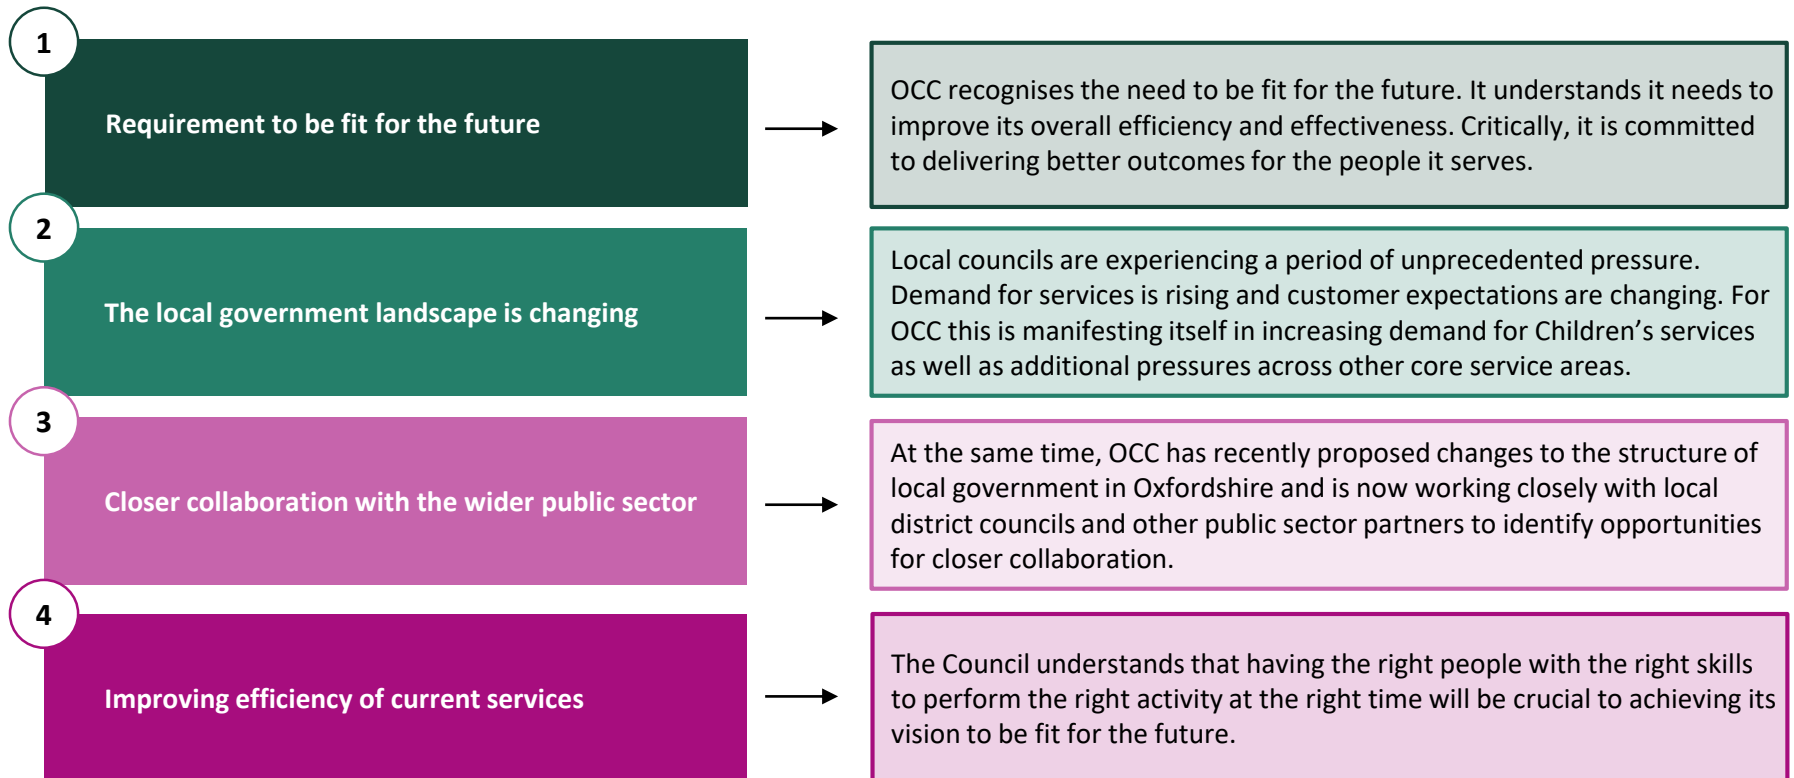 1
Requirement to be fit for the future
OCC recognises the need to be fit for the future. It understands it needs to
improve its overall efficiency and effectiveness. Critically, it is committed
to delivering better outcomes for the people it serves.
2
The local government landscape is changing
Local councils are experiencing a period of unprecedented pressure.
Demand for services is rising and customer expectations are changing. For
OCC this is manifesting itself in increasing demand for Children’s services
as well as additional pressures across other core service areas.
3
Closer collaboration with the wider public sector
At the same time, OCC has recently proposed changes to the structure of
local government in Oxfordshire and is now working closely with local
district councils and other public sector partners to identify opportunities
for closer collaboration.
4
Improving efficiency of current services
The Council understands that having the right people with the right skills
to perform the right activity at the right time will be crucial to achieving its
vision to be fit for the future.